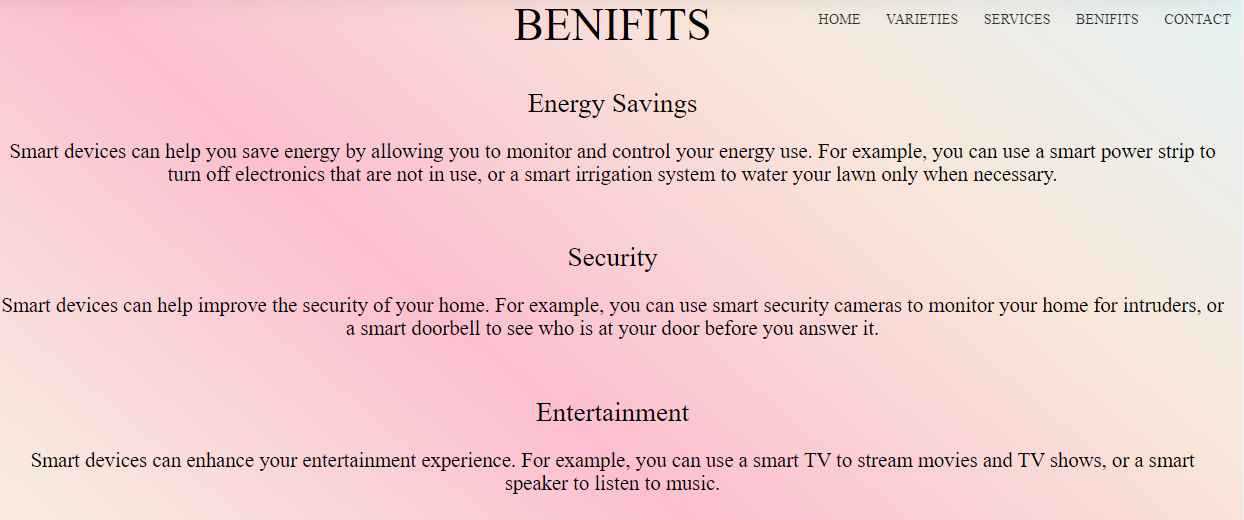 BENIFITS
HOME VARIETIES SERVICES BENIFITS CONTACT
Energy Savings
Smart devices can help you save energy by allowing you to monitor and control your energy use. For example, you can use a smart power strip to
turn off electronics that are not in use, or a smart irrigation system to water your lawn only when necessary.
Security
Smart devices can help improve the security of your home. For example, you can use smart security cameras to monitor your home for intruders, or
a smart doorbell to see who is at your door before you answer it.
Entertainment
Smart devices can enhance your entertainment experience. For example, you can use a smart TV to stream movies and TV shows, or a smart
speaker to listen to music.